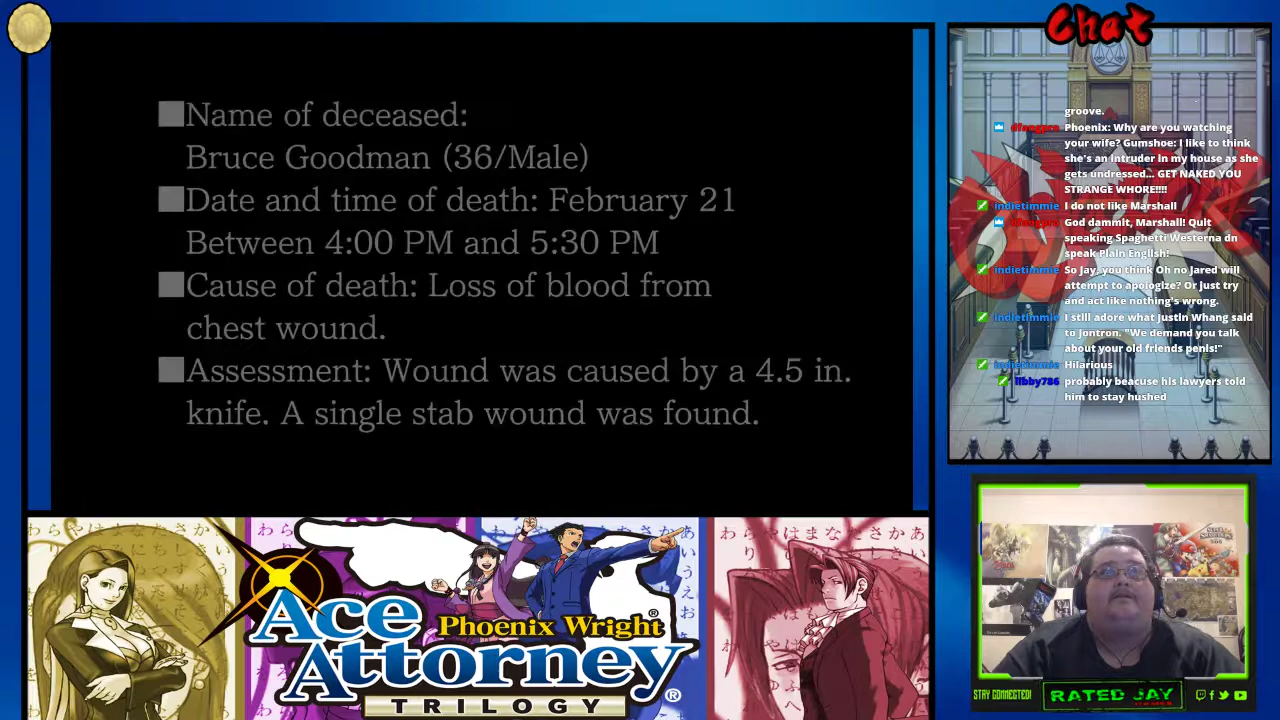 ■Name of deceased:
Bruce Goodman (36/Male)
■Date and time of death: February 21
Between 4:00 PM and 5:30 PM
■Cause of death: Loss of blood from
chest wound.
■Assessment: Wound was caused by a 4.5 in.
knife. A single stab wound was found.
Chat
groove.
dfangpro Phoenix: Why are you watching
your wife? Gumshoe: I like to think
she's an intruder in my house as she
gets undressed... GET NAKED YOU
STRANGE WHORE!!!!
indietimmie I do not like Marshall
dfangpro God dammit, Marshall! Quit
speaking Spaghetti Westerna dn
speak Plain English!
indietimmie So Jay, you think Oh no Jared will
attempt to apologize? Or just try
and act like nothing's wrong.
indietimmie I still adore what Justin Whang said
to Jontron. "We demand you talk
about your old friends penis!"
indietimmie Hilarious
libby786 probably beacuse his lawyers told
him to stay hushed
Phoenix Wright®
Ace
Attorney®
TRILOGY
STAY CONNECTED!
RATED JAY